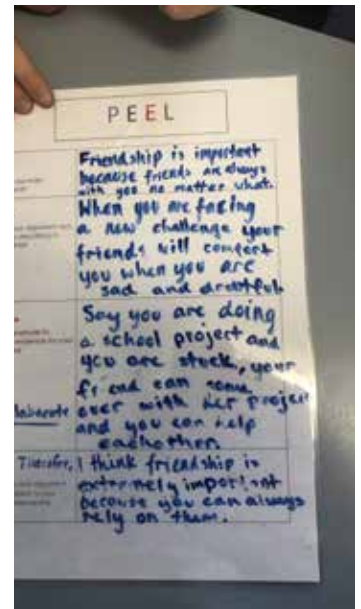 PEEL
Friendship is important
because friends are always
with you no matter what.
When you are facing
a new challenge your
friends will comfort
you when you are
sad and doubtful
Say you are doing
a school project and
you are stuck, your
friend can come
over with her project
and you can help
eachother.
laborate
Therefore, I think friendship is
extremely important
because you can always
rely on them.